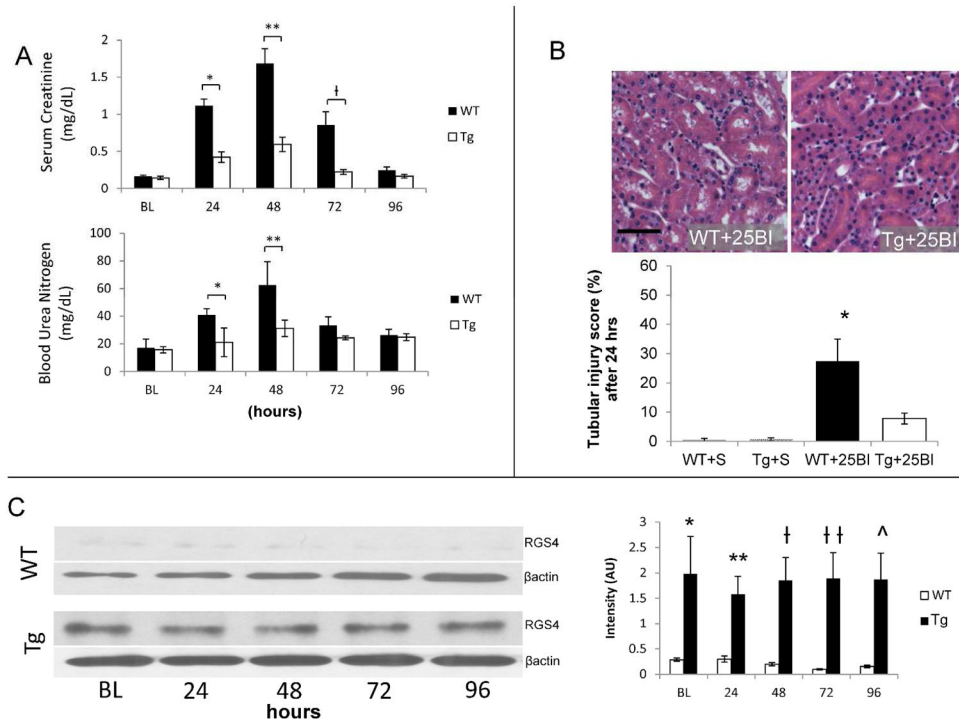 A
Serum Creatinine
(mg/dL)
2
1.5
1
0.5
0
*
**
ƚ
WT
Tg
BL 24 48 72 96
Blood Urea Nitrogen
(mg/dL)
100
80
60
40
20
0
*
**
WT
Tg
BL 24 48 72 96
(hours)
B
WT+25BI Tg+25BI
Tubular injury score (%)
after 24 hrs
60
50
40
30
20
10
0
*
WT+S Tg+S WT+25BI Tg+25BI
C
WT
RGS4
βactin
Tg
RGS4
βactin
BL 24 48 72 96
hours
Intensity (AU)
3
2.5
2
1.5
1
0.5
0
* ** ƚ ƚƚ ^
WT
Tg
BL 24 48 72 96